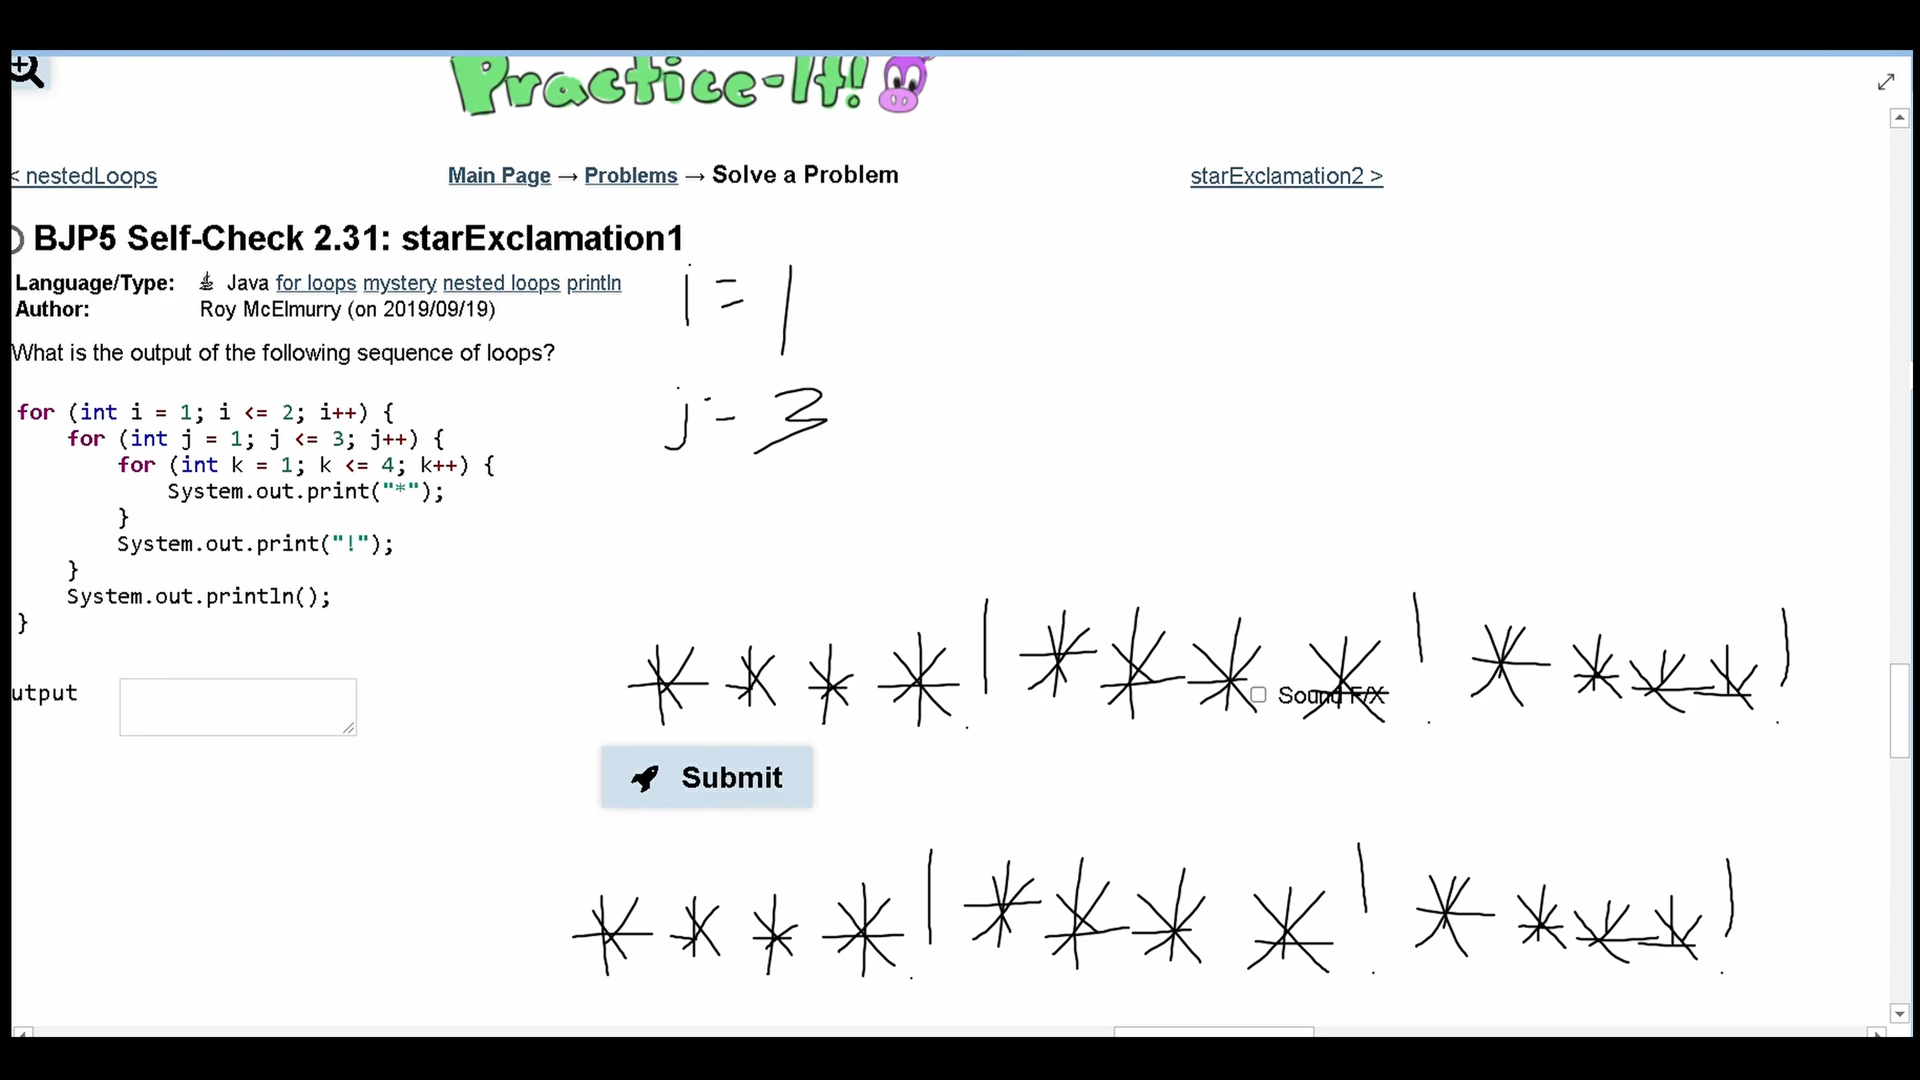 Practice-It!
< nestedLoops
Main Page → Problems → Solve a Problem
starExclamation2 >
BJP5 Self-Check 2.31: starExclamation1
Language/Type: Java for loops mystery nested loops println
Author: Roy McElmurry (on 2019/09/19)
i = 1
What is the output of the following sequence of loops?
j = 3
for (int i = 1; i <= 2; i++) {
    for (int j = 1; j <= 3; j++) {
        for (int k = 1; k <= 4; k++) {
            System.out.print("*");
        }
        System.out.print("!");
    }
    System.out.println();
}
* * * * ! * * * * ! * * * * !
utput
Sound F/X
Submit
* * * * ! * * * * ! * * * * !